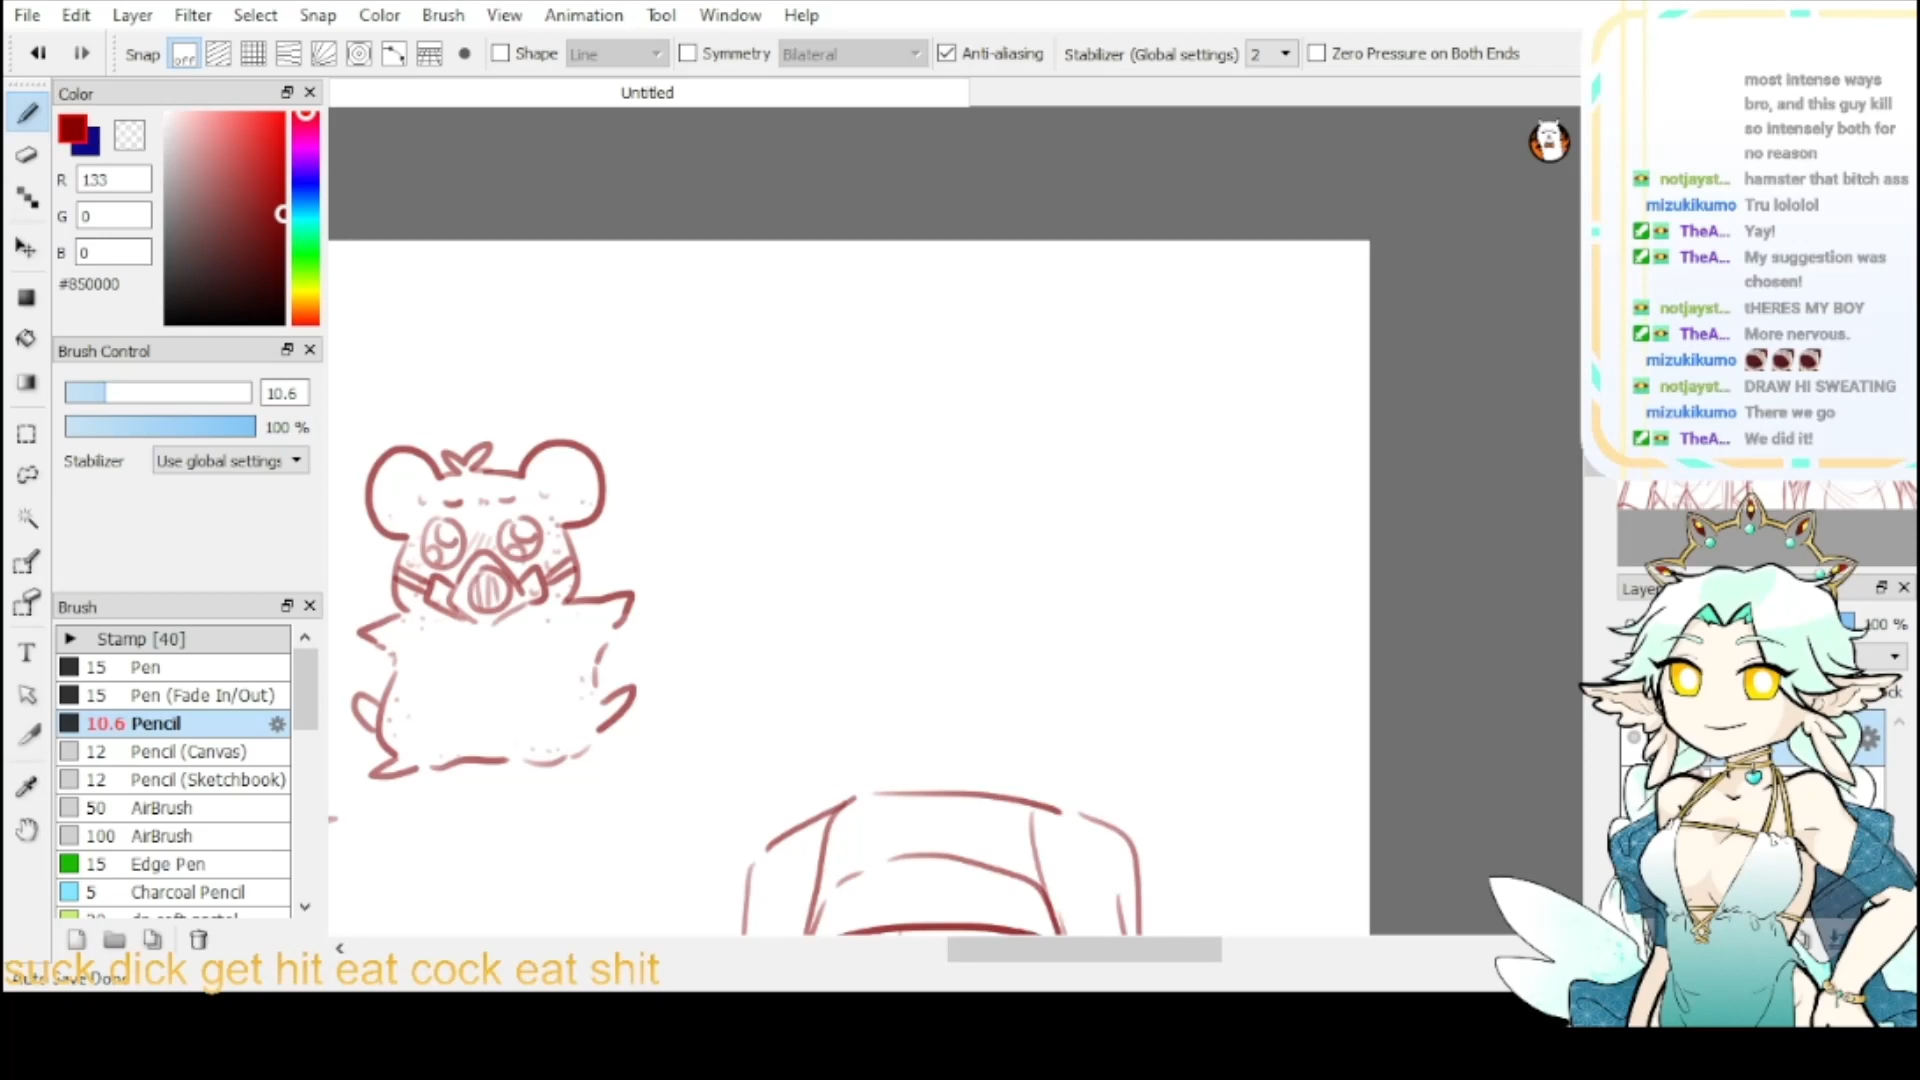 File Edit Layer Filter Select Snap Color Brush View Animation Tool Window Help
Snap off Shape Line Symmetry Bilateral Anti-aliasing Stabilizer (Global settings) 2 Zero Pressure on Both Ends
Color
Untitled
R 133
G 0
B 0
#850000
Brush Control
10.6
100 %
Stabilizer Use global settings
Brush
Stamp [40]
15 Pen
15 Pen (Fade In/Out)
10.6 Pencil
12 Pencil (Canvas)
12 Pencil (Sketchbook)
50 AirBrush
100 AirBrush
15 Edge Pen
5 Charcoal Pencil
suck dick get hit eat cock eat shit
most intense ways
bro, and this guy kill
so intensely both for
no reason
notjayst... hamster that bitch ass
mizukikumo Tru lololol
TheA... Yay!
TheA... My suggestion was
chosen!
notjayst... tHERES MY BOY
TheA... More nervous.
mizukikumo
notjayst... DRAW HI SWEATING
mizukikumo There we go
TheA... We did it!
100 %